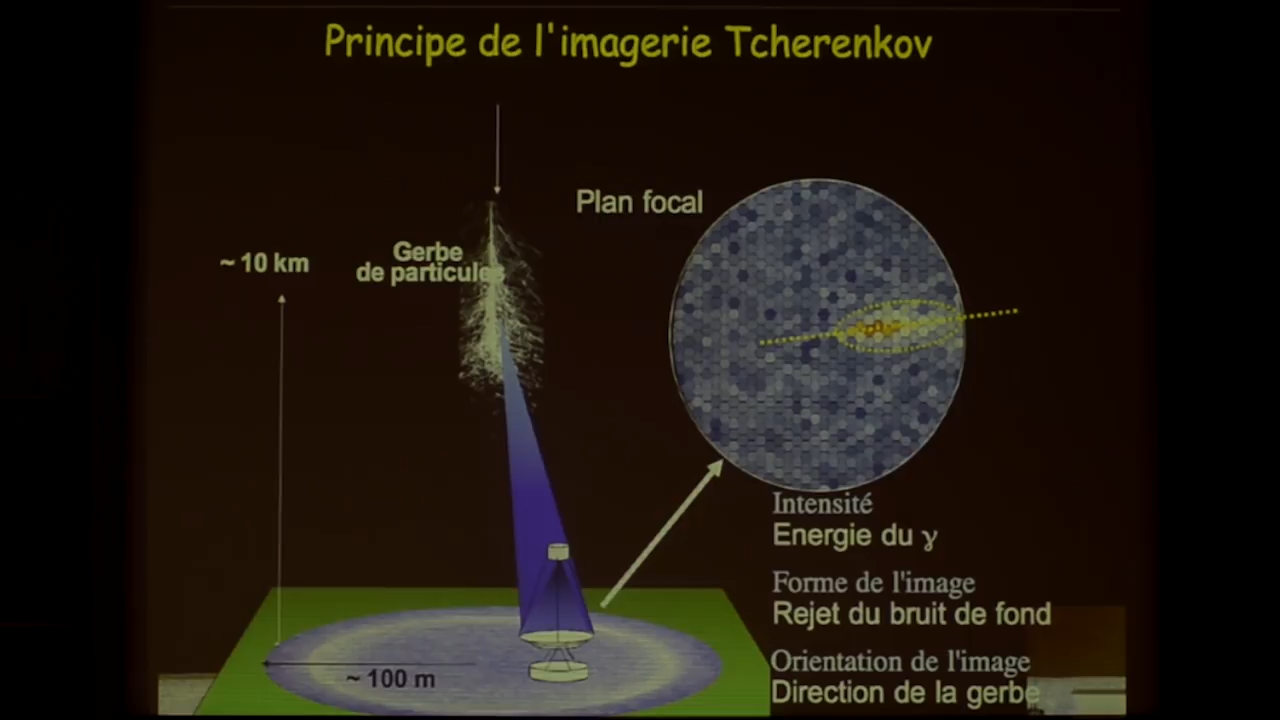 Principe de l'imagerie Tcherenkov
Plan focal
Gerbe
de particules
~ 10 km
Intensité
Energie du γ
Forme de l'image
Rejet du bruit de fond
Orientation de l'image
Direction de la gerbe
~ 100 m